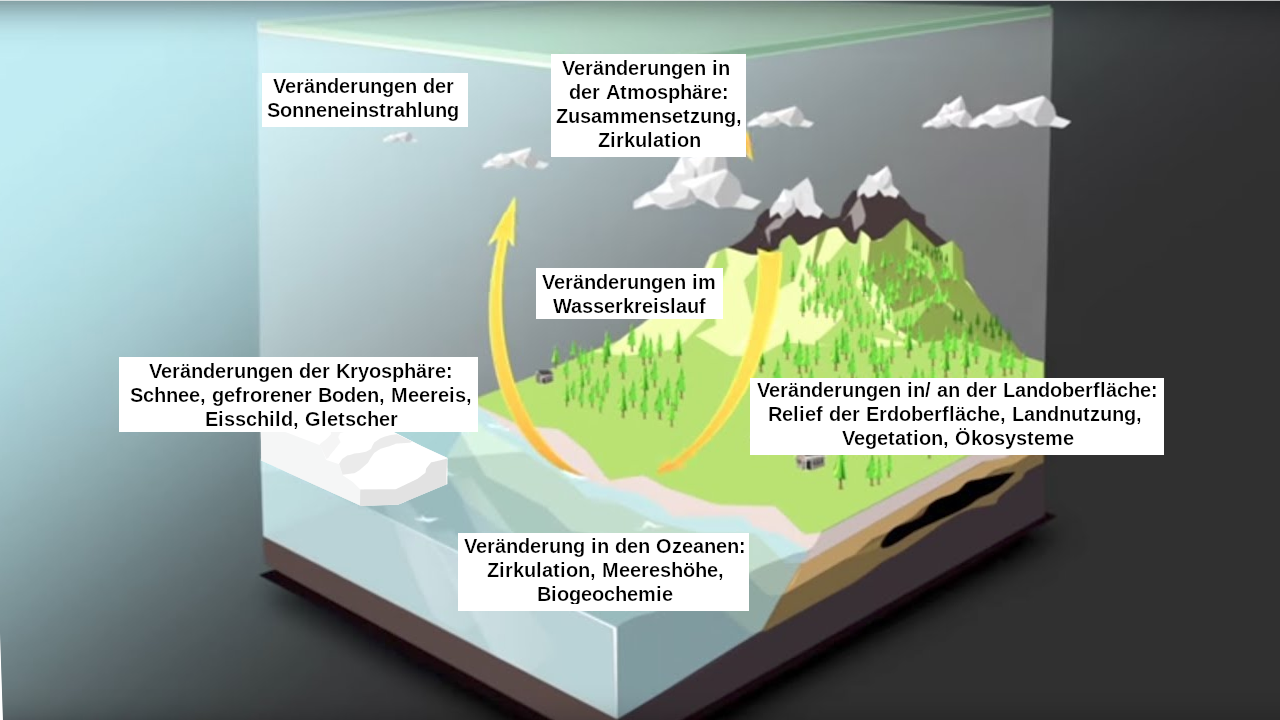 Veränderungen der
Sonneneinstrahlung
Veränderungen in
der Atmosphäre:
Zusammensetzung,
Zirkulation
Veränderungen im
Wasserkreislauf
Veränderungen der Kryosphäre:
Schnee, gefrorener Boden, Meereis,
Eisschild, Gletscher
Veränderungen in/ an der Landoberfläche:
Relief der Erdoberfläche, Landnutzung,
Vegetation, Ökosysteme
Veränderung in den Ozeanen:
Zirkulation, Meereshöhe,
Biogeochemie